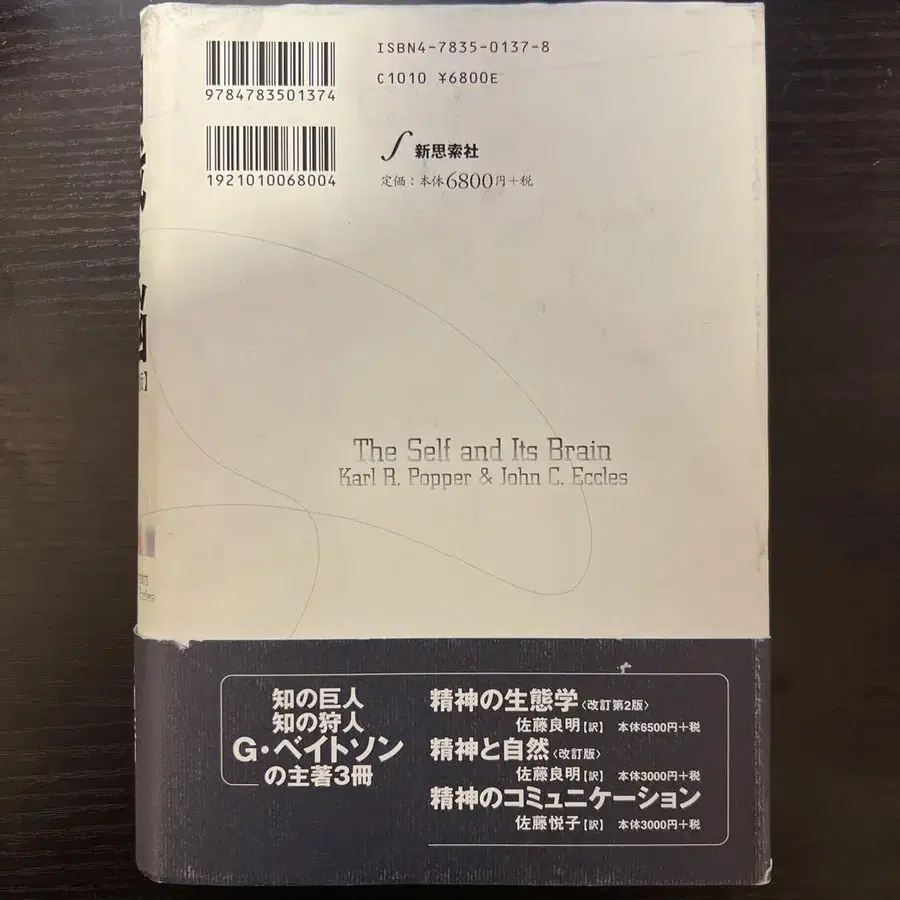 ISBN4-7835-0137-8
C1010 ¥6800E
9784783501374
1921010068004
新思索社
定価:本体6800円+税
The Self and Its Brain
Karl R. Popper & John C. Eccles
知の巨人
知の狩人
G・ベイトソン
の主著3冊
精神の生態学〈改訂第2版〉
佐藤良明【訳】 本体6500円+税
精神と自然〈改訂版〉
佐藤良明【訳】 本体3000円+税
精神のコミュニケーション
佐藤悦子【訳】 本体3000円+税